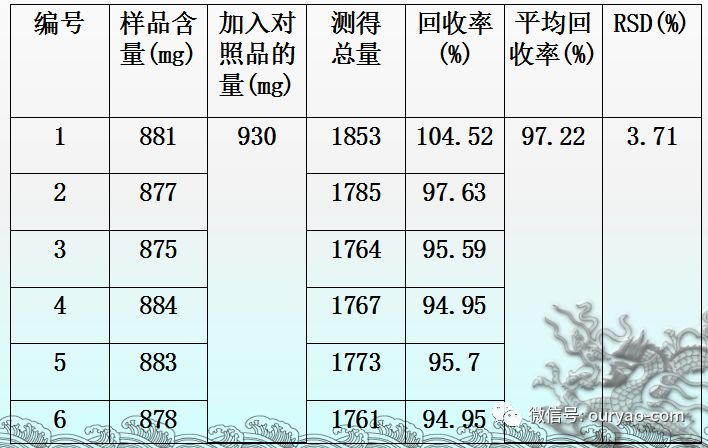 编号 样品含量(mg) 加入对照品的量(mg) 测得总量 回收率(%) 平均回收率(%) RSD(%)
1 881 930 1853 104.52 97.22 3.71
2 877 1785 97.63
3 875 1764 95.59
4 884 1767 94.95
5 883 1773 95.7
6 878 1761 94.95
微信号: ouryao-com